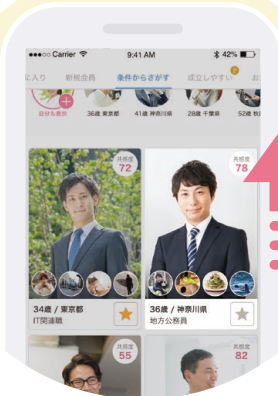 ●●●○○ Carrier 9:41 AM 42%
に入り 新規会員 条件からさがす 成立しやすい お
自分も表示 36歳 東京都 41歳 神奈川県 28歳 千葉県 52歳 秋
共感度 共感度
72 78
34歳 / 東京都 36歳 / 神奈川県
IT関連職 地方公務員
共感度 共感度
55 82